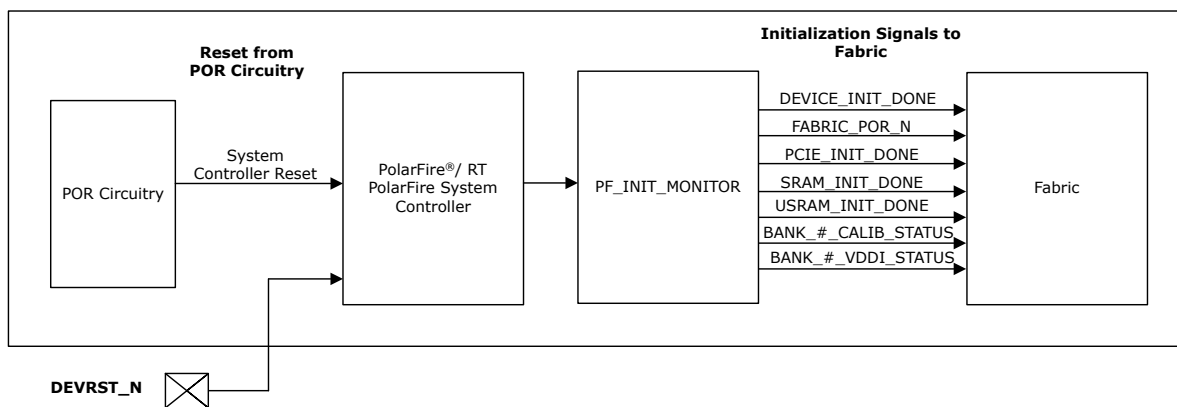 Reset from
POR Circuitry
Initialization Signals to
Fabric
POR Circuitry
System
Controller Reset
PolarFire®/ RT
PolarFire System
Controller
PF_INIT_MONITOR
DEVICE_INIT_DONE
FABRIC_POR_N
PCIE_INIT_DONE
SRAM_INIT_DONE
USRAM_INIT_DONE
BANK_#_CALIB_STATUS
BANK_#_VDDI_STATUS
Fabric
DEVRST_N